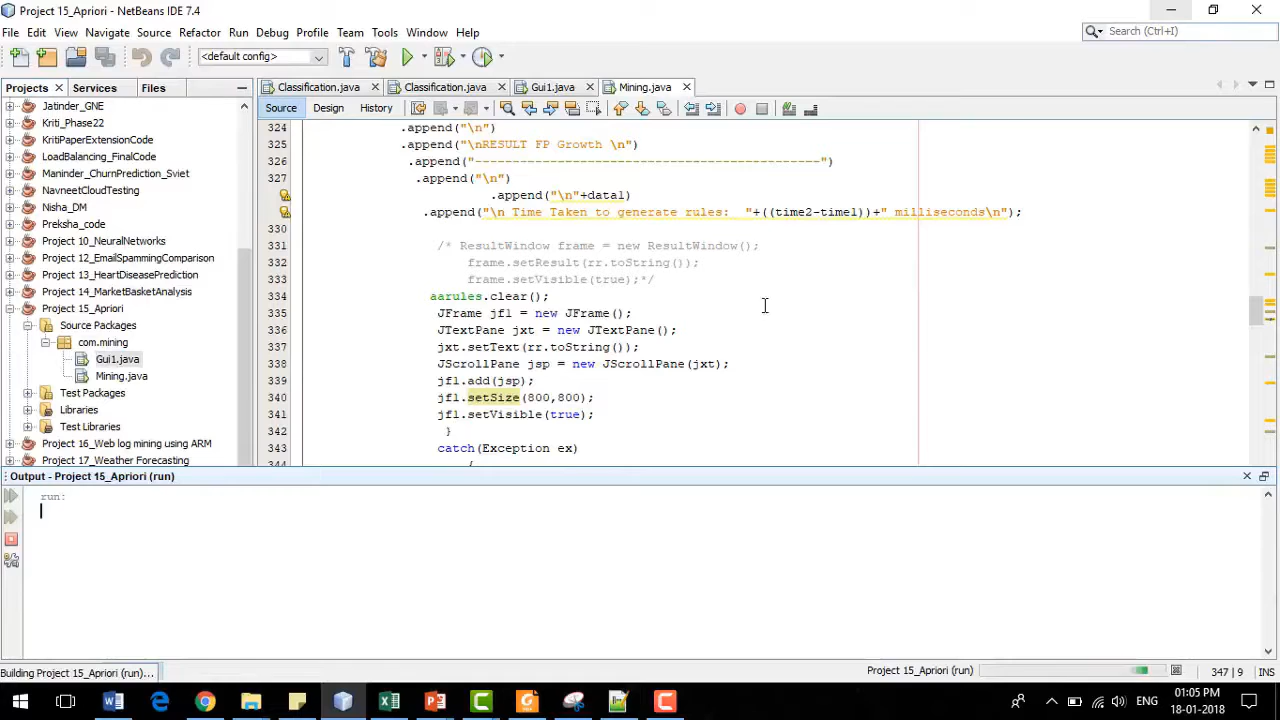 Project 15_Apriori - NetBeans IDE 7.4
File Edit View Navigate Source Refactor Run Debug Profile Team Tools Window Help
Search (Ctrl+I)
<default config>
Projects Services Files
Classification.java Classification.java Gui1.java Mining.java
Source Design History
Jatinder_GNE
Kriti_Phase22
KritiPaperExtensionCode
LoadBalancing_FinalCode
Maninder_ChurnPrediction_Sviet
NavneetCloudTesting
Nisha_DM
Preksha_code
Project 10_NeuralNetworks
Project 12_EmailSpammingComparison
Project 13_HeartDiseasePrediction
Project 14_MarketBasketAnalysis
Project 15_Apriori
Source Packages
com.mining
Gui1.java
Mining.java
Test Packages
Libraries
Test Libraries
Project 16_Web log mining using ARM
Project 17_Weather Forecasting
324 .append("\n")
325 .append("\nRESULT FP Growth \n")
326 .append("----------------------------------------------")
327 .append("\n")
.append("\n"+data1)
.append("\n Time Taken to generate rules:  "+((time2-time1))+" milliseconds\n");
330
331 /* ResultWindow frame = new ResultWindow();
332 frame.setResult(rr.toString());
333 frame.setVisible(true);*/
334 aarules.clear();
335 JFrame jf1 = new JFrame();
336 JTextPane jxt = new JTextPane();
337 jxt.setText(rr.toString());
338 JScrollPane jsp = new JScrollPane(jxt);
339 jf1.add(jsp);
340 jf1.setSize(800,800);
341 jf1.setVisible(true);
342 }
343 catch(Exception ex)
344 {
Output - Project 15_Apriori (run)
run:
Building Project 15_Apriori (run)...
Project 15_Apriori (run)
347 | 9 INS
ENG
01:05 PM
18-01-2018